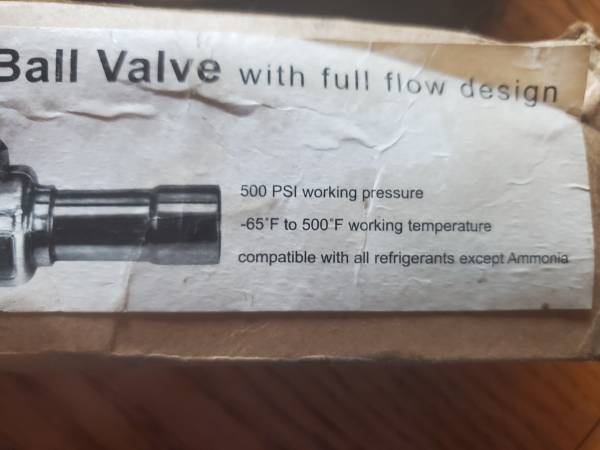 Ball Valve with full flow design
500 PSI working pressure
-65°F to 500°F working temperature
compatible with all refrigerants except Ammonia